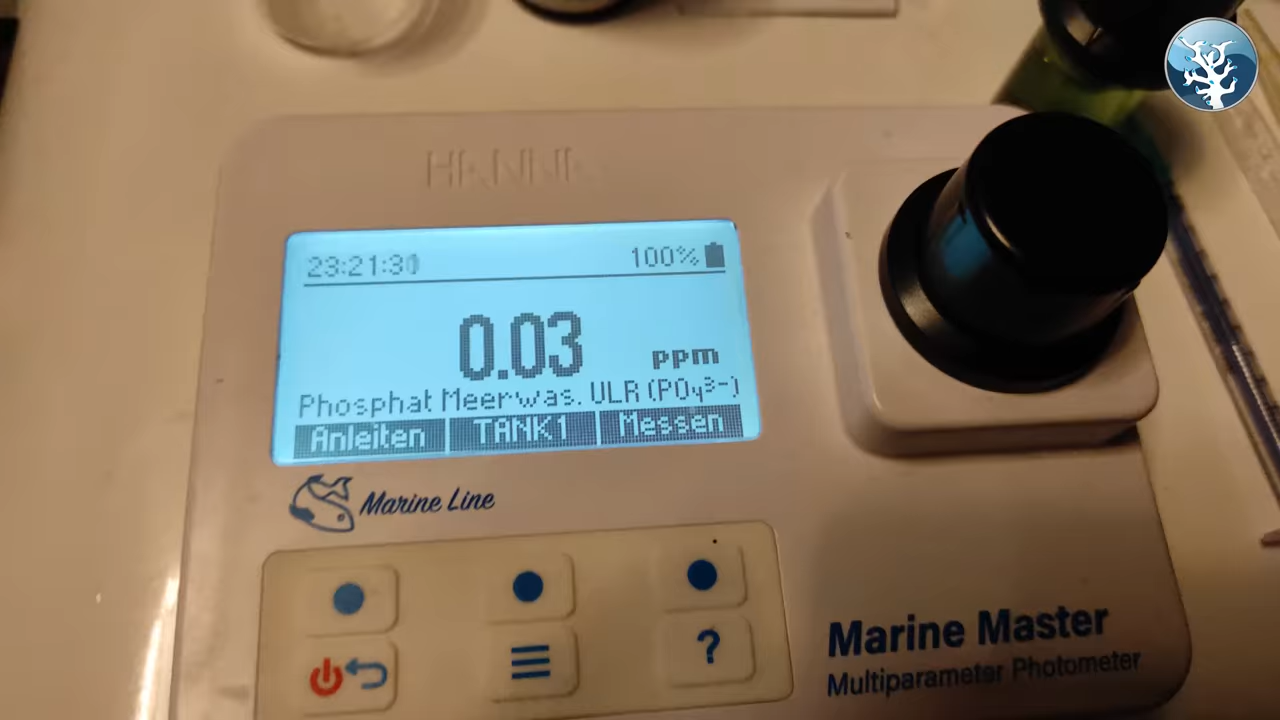 HANNA
23:21:30
100%
0.03
ppm
Phosphat Meerwas. ULR (PO₄³⁻)
Anleiten
TANK1
Messen
Marine Line
?
Marine Master
Multiparameter Photometer